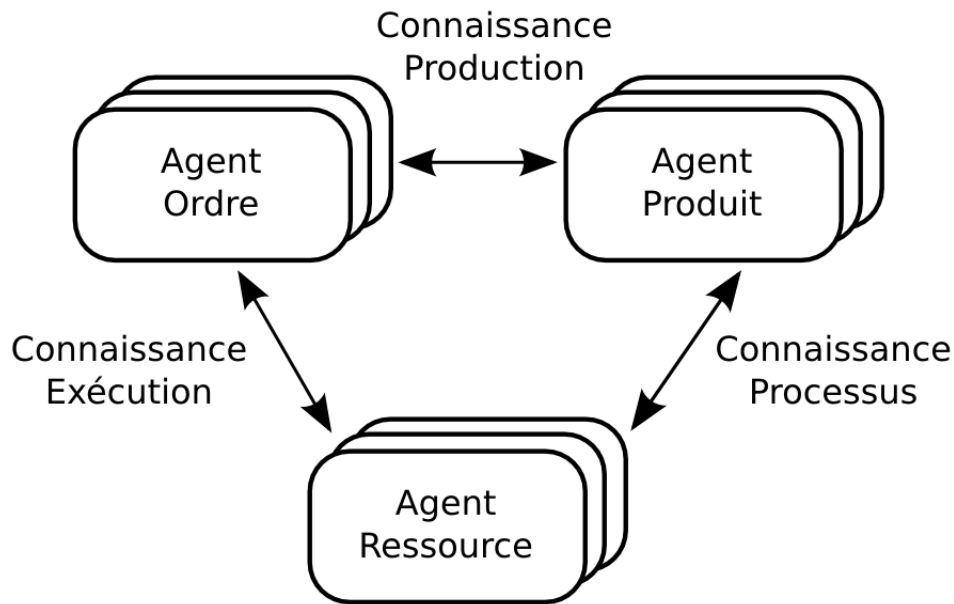 Connaissance
Production
Agent
Ordre
Agent
Produit
Connaissance
Exécution
Connaissance
Processus
Agent
Ressource